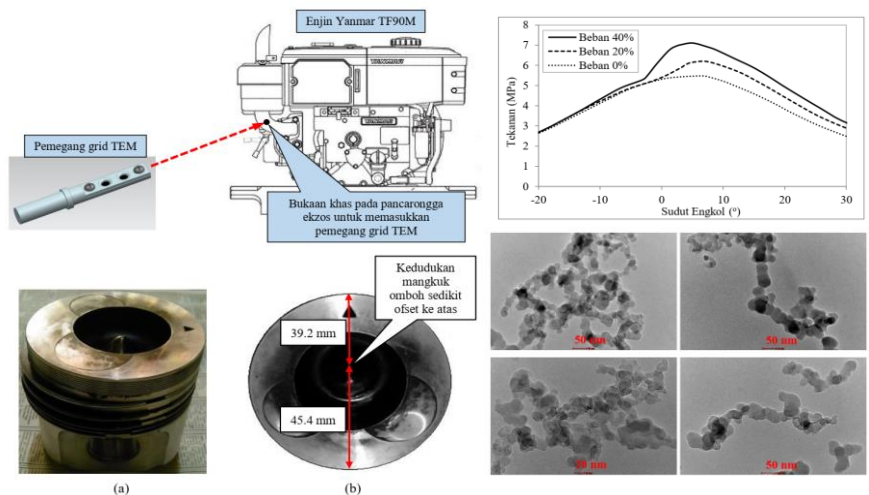 Enjin Yanmar TF90M
YANMAR
Pemegang grid TEM
Bukaan khas pada pancarongga
ekzos untuk memasukkan
pemegang grid TEM
Kedudukan
mangkuk
omboh sedikit
ofset ke atas
39.2 mm
45.4 mm
(a)
(b)
Tekanan (MPa)
8
7
6
5
4
3
2
1
0
Beban 40%
Beban 20%
Beban 0%
-20
-10
0
10
20
30
Sudut Engkol (°)
50 nm
50 nm
50 nm